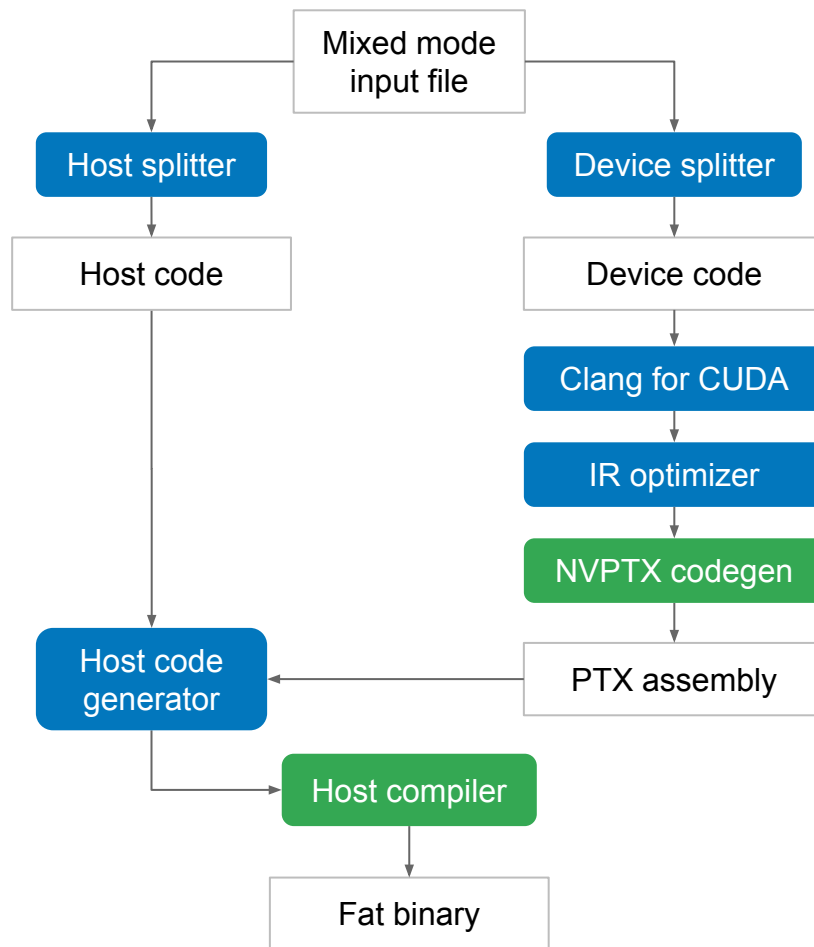 Mixed mode
input file
Host splitter
Device splitter
Host code
Device code
Clang for CUDA
IR optimizer
NVPTX codegen
Host code
generator
PTX assembly
Host compiler
Fat binary